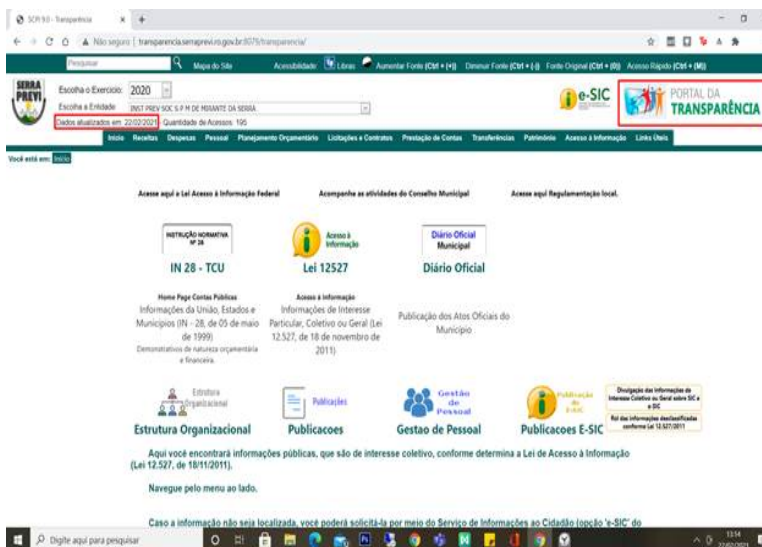 SCPI 9.0 - Transparência
Não seguro | transparencia.serraprevi.ro.gov.br:8079/transparencia/
Pesquisar Mapa do Site Acessibilidade: Libras Aumentar Fonte (Ctrl + (+)) Diminuir Fonte (Ctrl + (-)) Fonte Original (Ctrl + (0)) Acesso Rápido (Ctrl + (M))
SERRA PREVI
Escolha o Exercício: 2020
Escolha a Entidade INST PREV SOC S P M DE MIRANTE DA SERRA
Dados atualizados em: 22/02/2021 Quantidade de Acessos: 195
e-SIC
PORTAL DA
TRANSPARÊNCIA
Início Receitas Despesas Pessoal Planejamento Orçamentário Licitações e Contratos Prestação de Contas Transferências Patrimônio Acesso à Informação Links Úteis
Você está em: Início
Acesse aqui a Lei Acesso à Informação Federal Acompanhe as atividades do Conselho Municipal Acesse aqui Regulamentação local.
INSTRUÇÃO NORMATIVA
Nº 28
Acesso à
Informação
Diário Oficial
Municipal
IN 28 - TCU Lei 12527 Diário Oficial
Home Page Contas Públicas
Informações da União, Estados e
Municípios (IN - 28, de 05 de maio
de 1999)
Demonstrativos de natureza orçamentária
e financeira.
Acesso à Informação
Informações de Interesse
Particular, Coletivo ou Geral (Lei
12.527, de 18 de novembro de
2011).
Publicação dos Atos Oficiais do
Município
Estrutura
Organizacional
Publicações
Gestão
de
Pessoal
Publicação
do
E-SIC
Divulgação das Informações de
Interesse Coletivo ou Geral sobre SIC e
e-SIC
Rol das informações desclassificadas
conforme Lei 12.527/2011
Estrutura Organizacional Publicacoes Gestao de Pessoal Publicacoes E-SIC
Aqui você encontrará informações públicas, que são de interesse coletivo, conforme determina a Lei de Acesso à Informação
(Lei 12.527, de 18/11/2011).
Navegue pelo menu ao lado.
Caso a informação não seja localizada, você poderá solicitá-la por meio do Serviço de Informações ao Cidadão (opção 'e-SIC' do
Digite aqui para pesquisar
13:14
22/02/2021